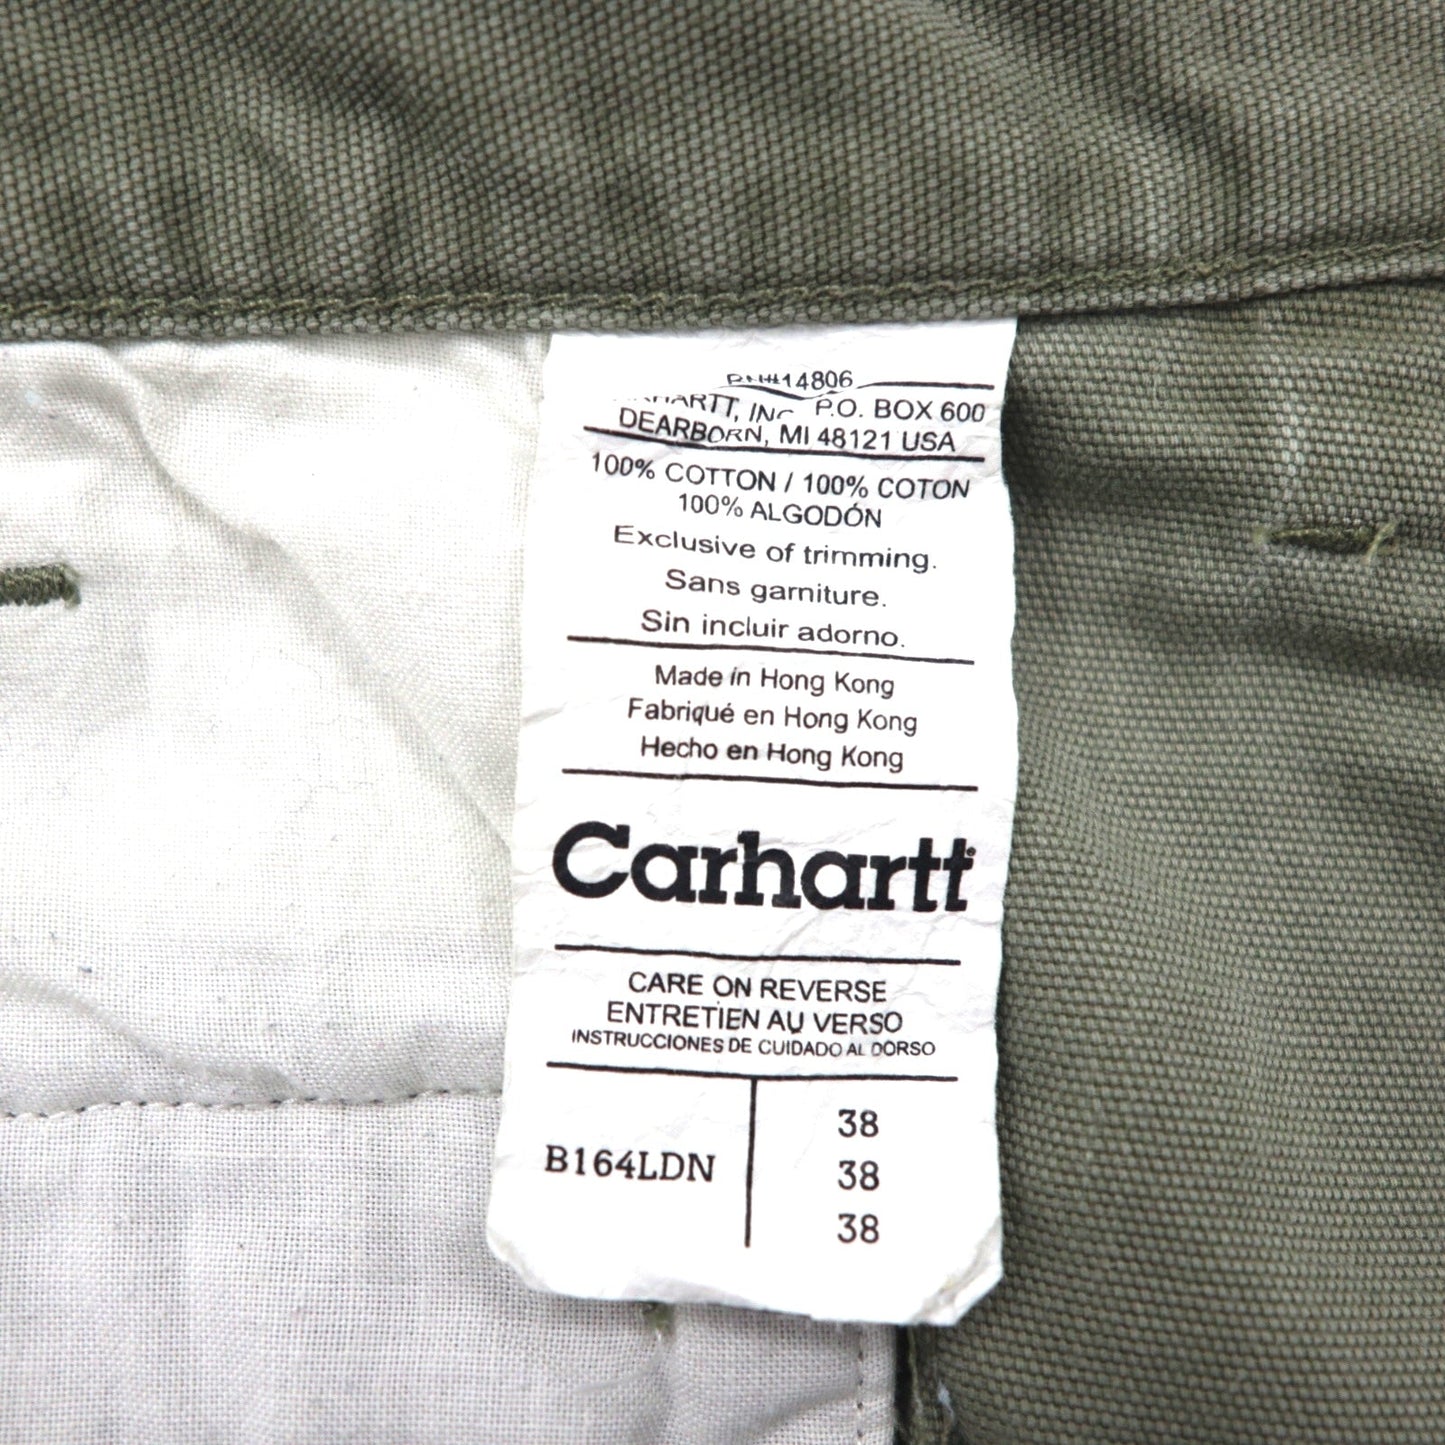 14806
INC P.O. BOX 600
DEARBORN, MI 48121 USA
100% COTTON / 100% COTON
100% ALGODÓN
Exclusive of trimming.
Sans garniture.
Sin incluir adorno.
Made in Hong Kong
Fabriqué en Hong Kong
Hecho en Hong Kong
Carhartt®
CARE ON REVERSE
ENTRETIEN AU VERSO
INSTRUCCIONES DE CUIDADO AL DORSO
B164LDN
38
38
38